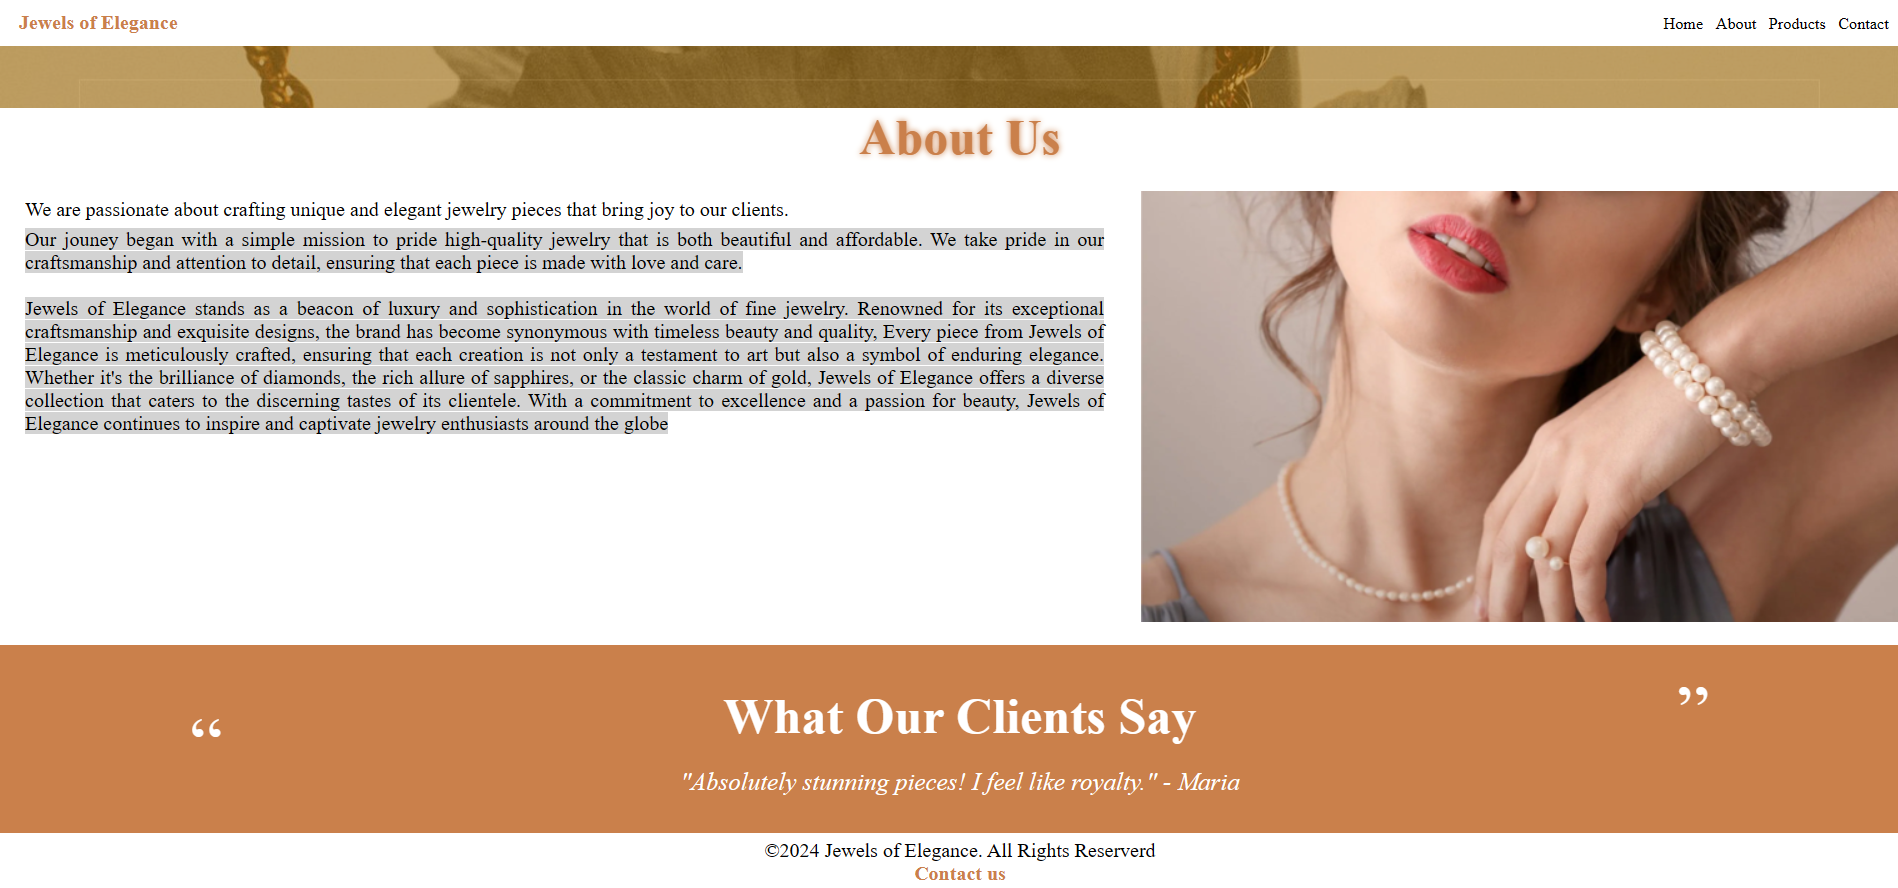 Jewels of Elegance
Home About Products Contact
About Us
We are passionate about crafting unique and elegant jewelry pieces that bring joy to our clients.
Our jouney began with a simple mission to pride high-quality jewelry that is both beautiful and affordable. We take pride in our
craftsmanship and attention to detail, ensuring that each piece is made with love and care.
Jewels of Elegance stands as a beacon of luxury and sophistication in the world of fine jewelry. Renowned for its exceptional
craftsmanship and exquisite designs, the brand has become synonymous with timeless beauty and quality, Every piece from Jewels of
Elegance is meticulously crafted, ensuring that each creation is not only a testament to art but also a symbol of enduring elegance.
Whether it's the brilliance of diamonds, the rich allure of sapphires, or the classic charm of gold, Jewels of Elegance offers a diverse
collection that caters to the discerning tastes of its clientele. With a commitment to excellence and a passion for beauty, Jewels of
Elegance continues to inspire and captivate jewelry enthusiasts around the globe
“ What Our Clients Say ”
"Absolutely stunning pieces! I feel like royalty." - Maria
©2024 Jewels of Elegance. All Rights Reserverd
Contact us